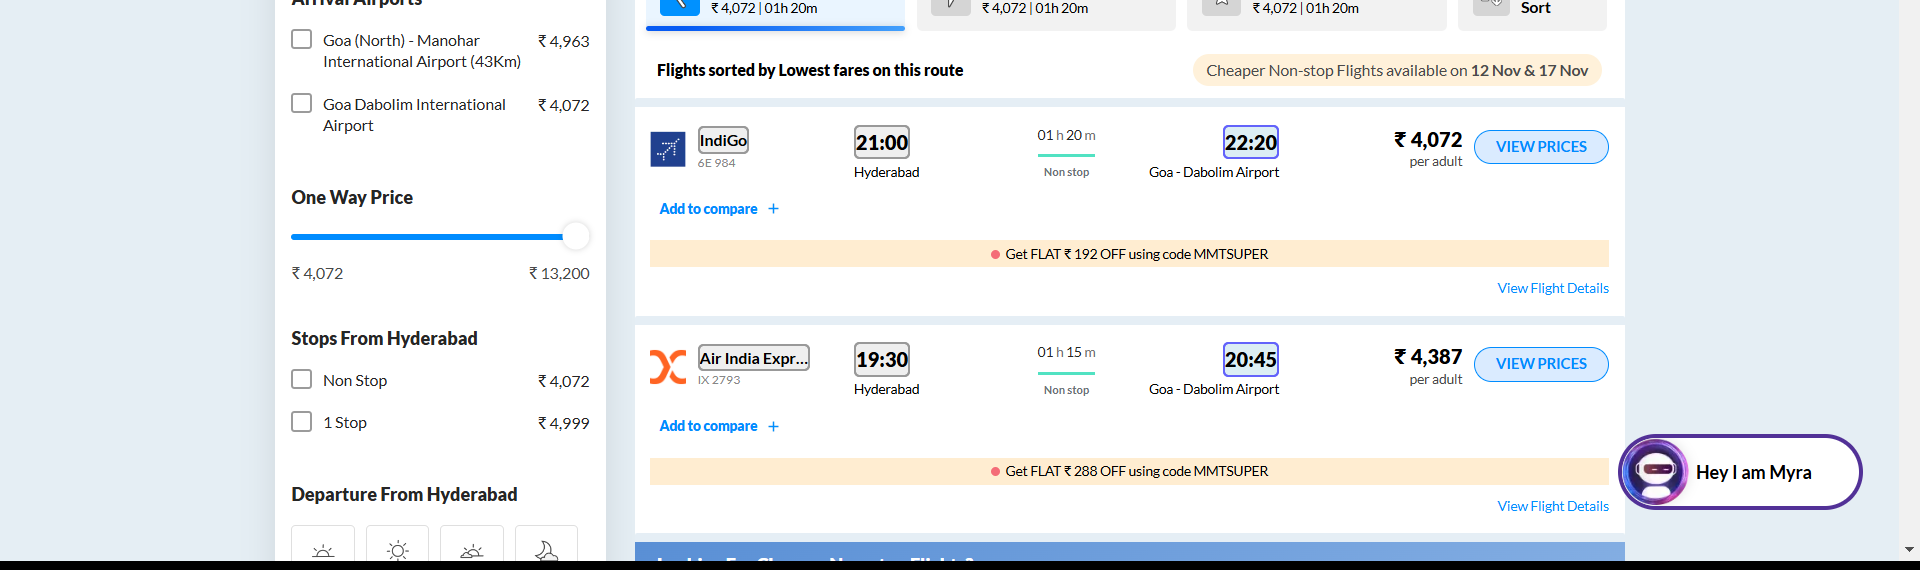 Arrival Airports
Goa (North) - Manohar
International Airport (43Km)
₹ 4,963
Goa Dabolim International
Airport
₹ 4,072
One Way Price
₹ 4,072
₹ 13,200
Stops From Hyderabad
Non Stop
₹ 4,072
1 Stop
₹ 4,999
Departure From Hyderabad
₹ 4,072 | 01h 20m
₹ 4,072 | 01h 20m
₹ 4,072 | 01h 20m
Sort
Flights sorted by Lowest fares on this route
Cheaper Non-stop Flights available on 12 Nov & 17 Nov
IndiGo
6E 984
21:00
Hyderabad
01 h 20 m
Non stop
22:20
Goa - Dabolim Airport
₹ 4,072
per adult
VIEW PRICES
Add to compare +
Get FLAT ₹ 192 OFF using code MMTSUPER
View Flight Details
Air India Expr...
IX 2793
19:30
Hyderabad
01 h 15 m
Non stop
20:45
Goa - Dabolim Airport
₹ 4,387
per adult
VIEW PRICES
Add to compare +
Get FLAT ₹ 288 OFF using code MMTSUPER
View Flight Details
Hey I am Myra